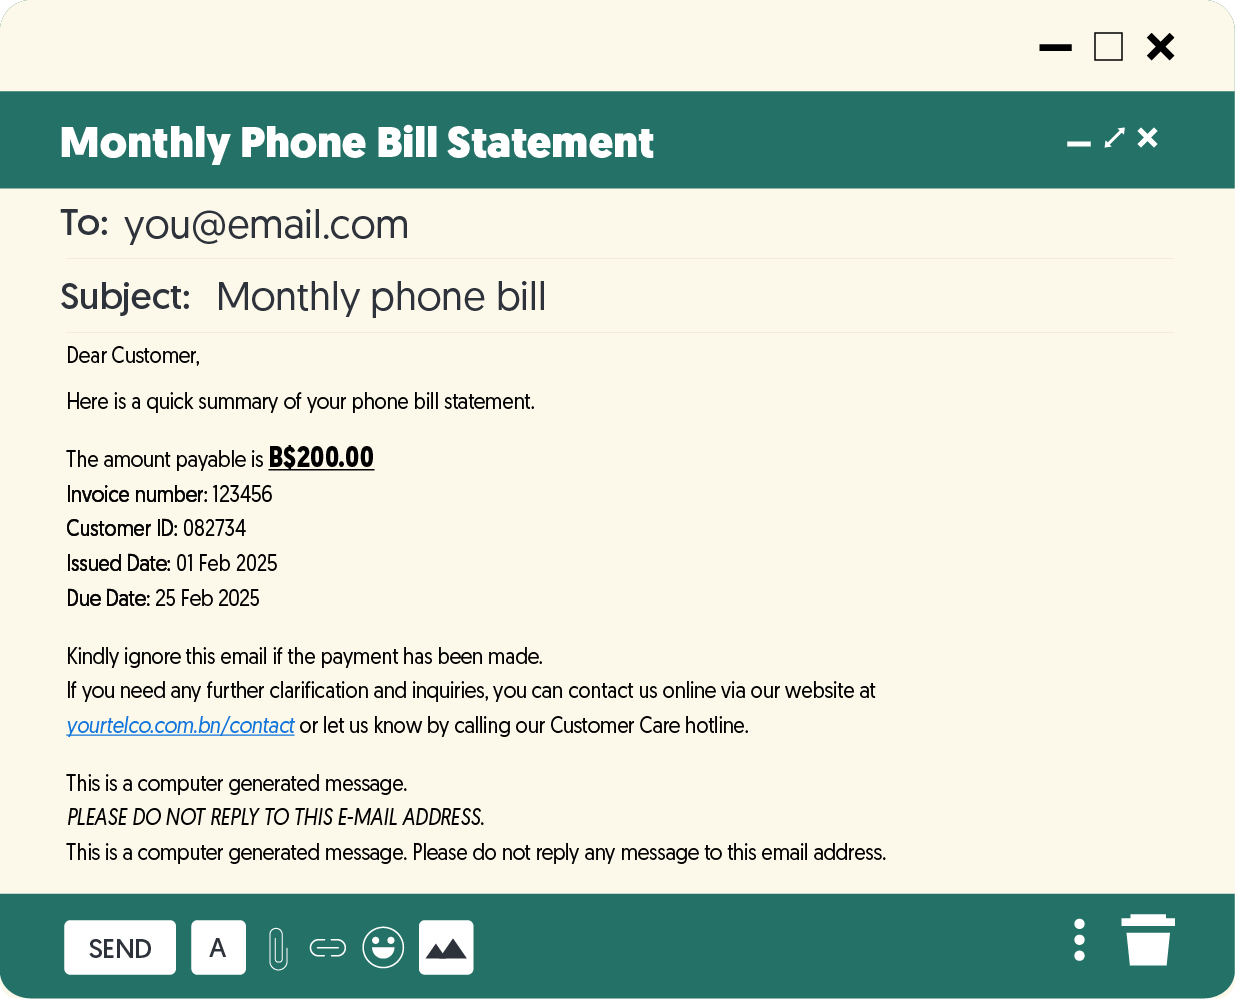 Monthly Phone Bill Statement
To: you@email.com
Subject: Monthly phone bill
Dear Customer,
Here is a quick summary of your phone bill statement.
The amount payable is B$200.00
Invoice number: 123456
Customer ID: 082734
Issued Date: 01 Feb 2025
Due Date: 25 Feb 2025
Kindly ignore this email if the payment has been made.
If you need any further clarification and inquiries, you can contact us online via our website at
yourtelco.com.bn/contact or let us know by calling our Customer Care hotline.
This is a computer generated message.
PLEASE DO NOT REPLY TO THIS E-MAIL ADDRESS.
This is a computer generated message. Please do not reply any message to this email address.
SEND A